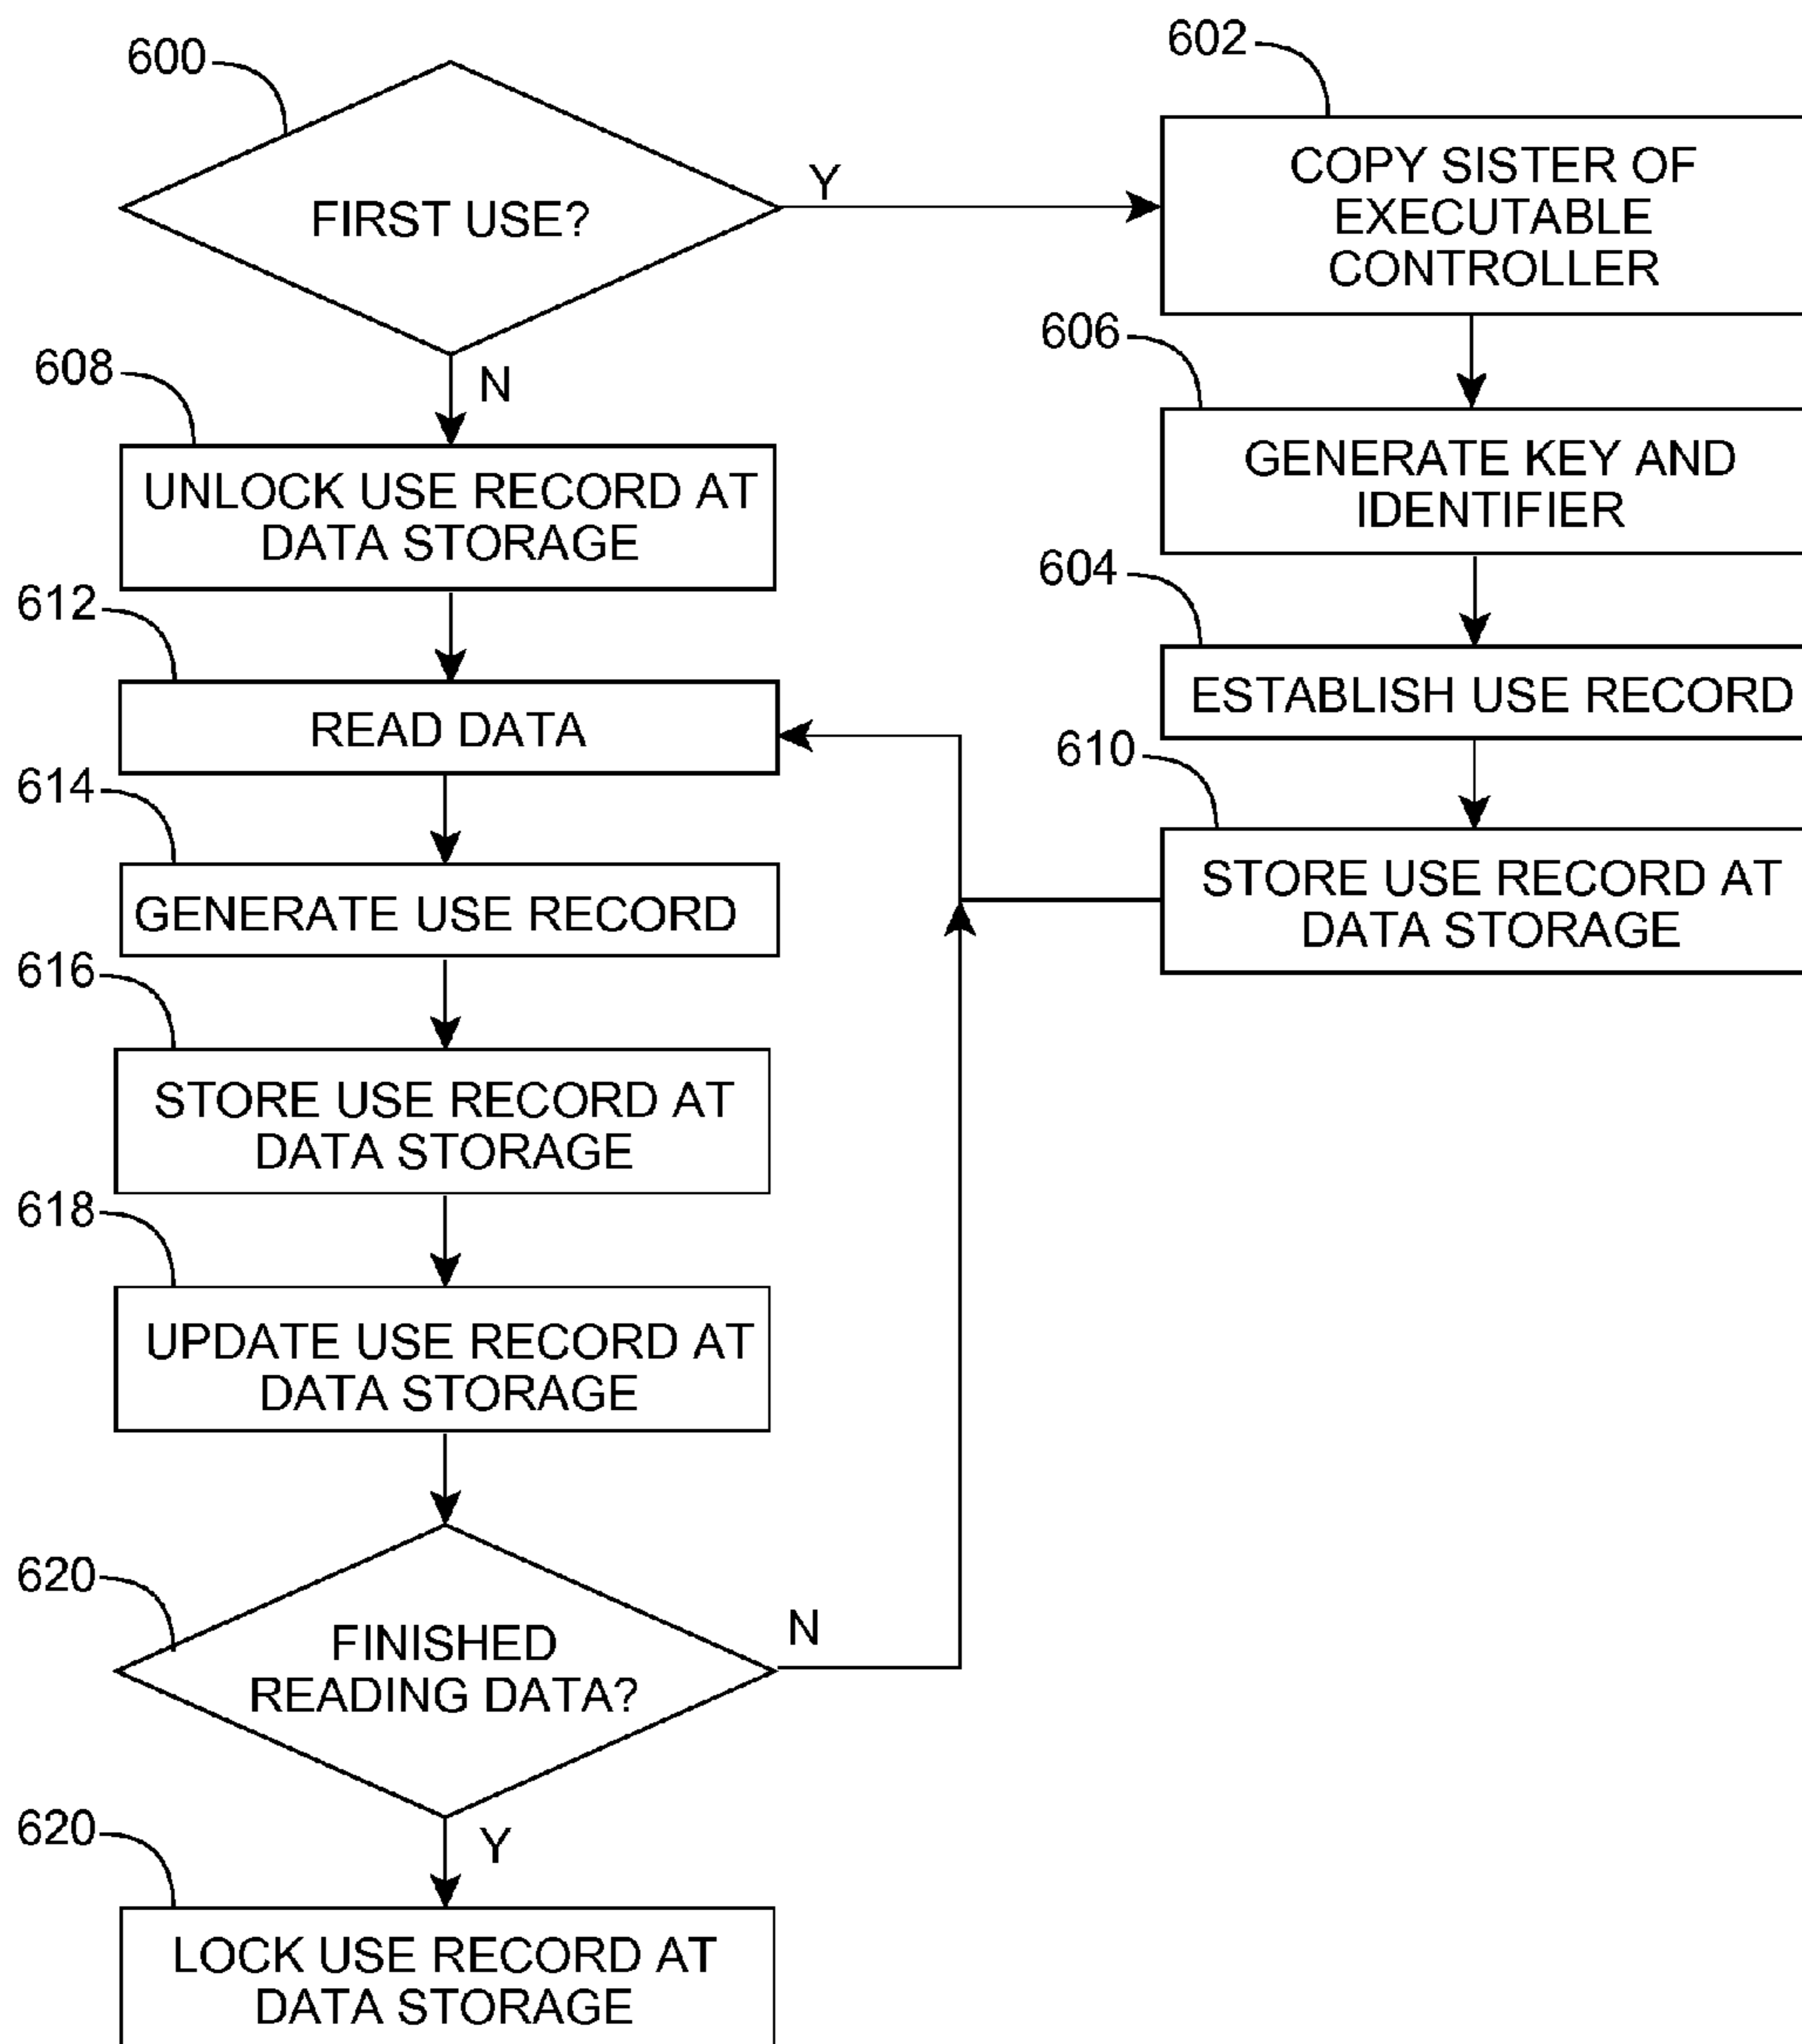 600
FIRST USE?
Y
N
602
COPY SISTER OF
EXECUTABLE
CONTROLLER
606
GENERATE KEY AND
IDENTIFIER
604
ESTABLISH USE RECORD
610
STORE USE RECORD AT
DATA STORAGE
608
UNLOCK USE RECORD AT
DATA STORAGE
612
READ DATA
614
GENERATE USE RECORD
616
STORE USE RECORD AT
DATA STORAGE
618
UPDATE USE RECORD AT
DATA STORAGE
620
FINISHED
READING DATA?
N
Y
620
LOCK USE RECORD AT
DATA STORAGE